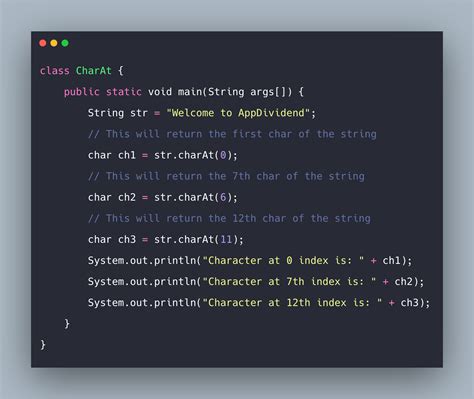 class CharAt {
    public static void main(String args[]) {
        String str = "Welcome to AppDividend";
        // This will return the first char of the string
        char ch1 = str.charAt(0);
        // This will return the 7th char of the string
        char ch2 = str.charAt(6);
        // This will return the 12th char of the string
        char ch3 = str.charAt(11);
        System.out.println("Character at 0 index is: " + ch1);
        System.out.println("Character at 7th index is: " + ch2);
        System.out.println("Character at 12th index is: " + ch3);
    }
}